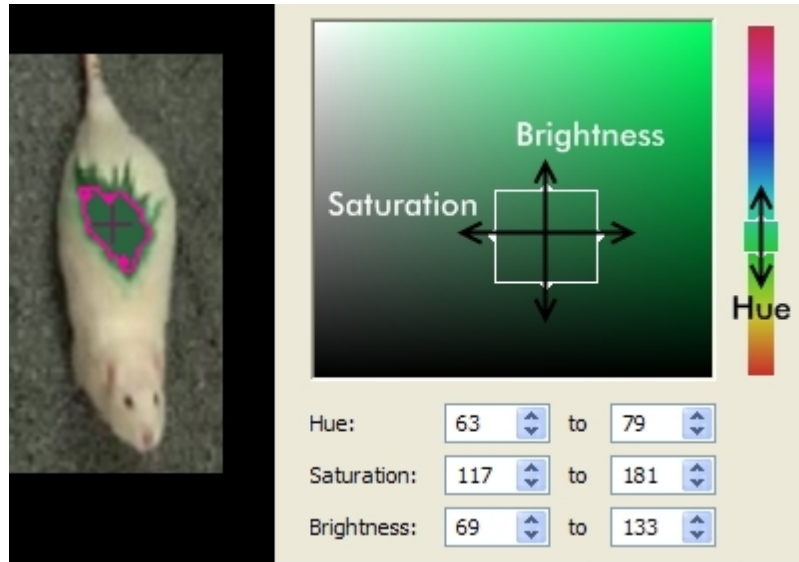 Brightness
Saturation
Hue
Hue: 63 to 79
Saturation: 117 to 181
Brightness: 69 to 133